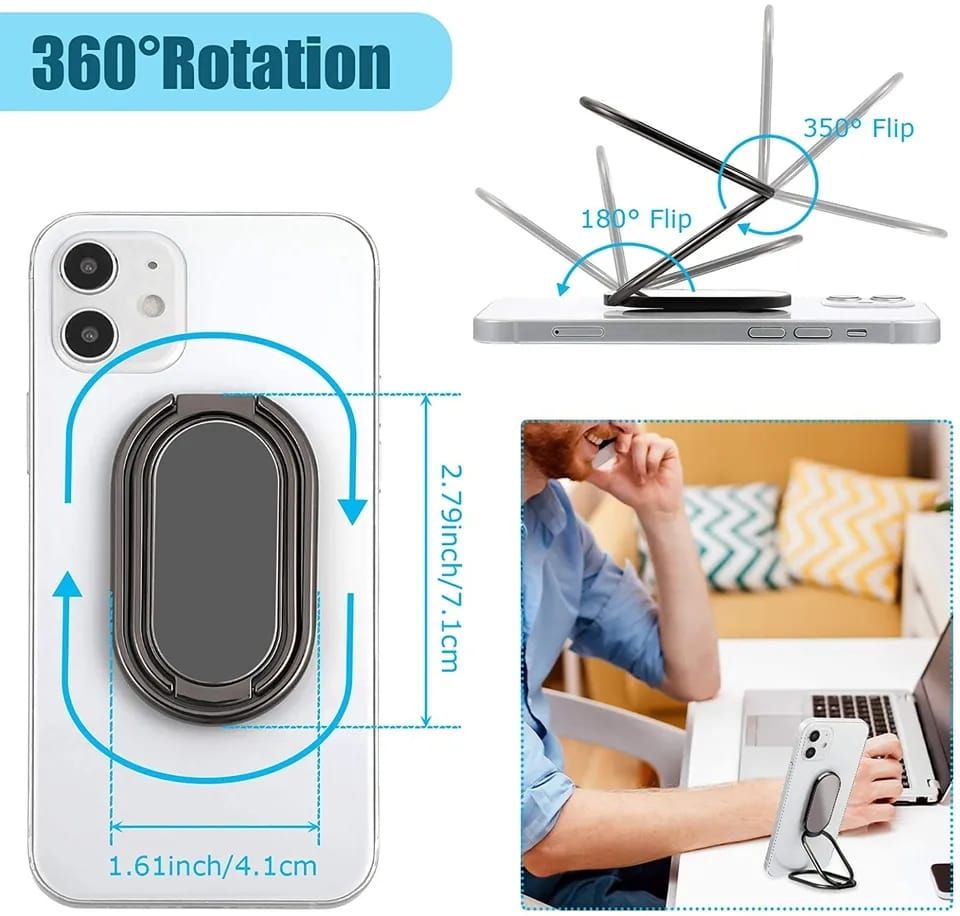 360°Rotation
350° Flip
180° Flip
2.79inch/7.1cm
1.61inch/4.1cm